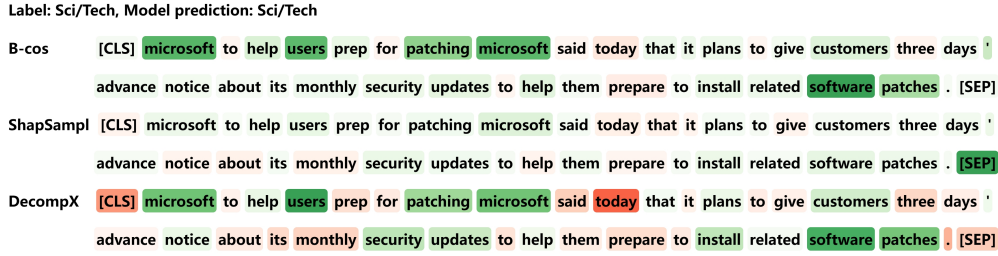 Label: Sci/Tech, Model prediction: Sci/Tech
B-cos [CLS] microsoft to help users prep for patching microsoft said today that it plans to give customers three days '
advance notice about its monthly security updates to help them prepare to install related software patches . [SEP]
ShapSampl [CLS] microsoft to help users prep for patching microsoft said today that it plans to give customers three days '
advance notice about its monthly security updates to help them prepare to install related software patches . [SEP]
DecompX [CLS] microsoft to help users prep for patching microsoft said today that it plans to give customers three days '
advance notice about its monthly security updates to help them prepare to install related software patches . [SEP]